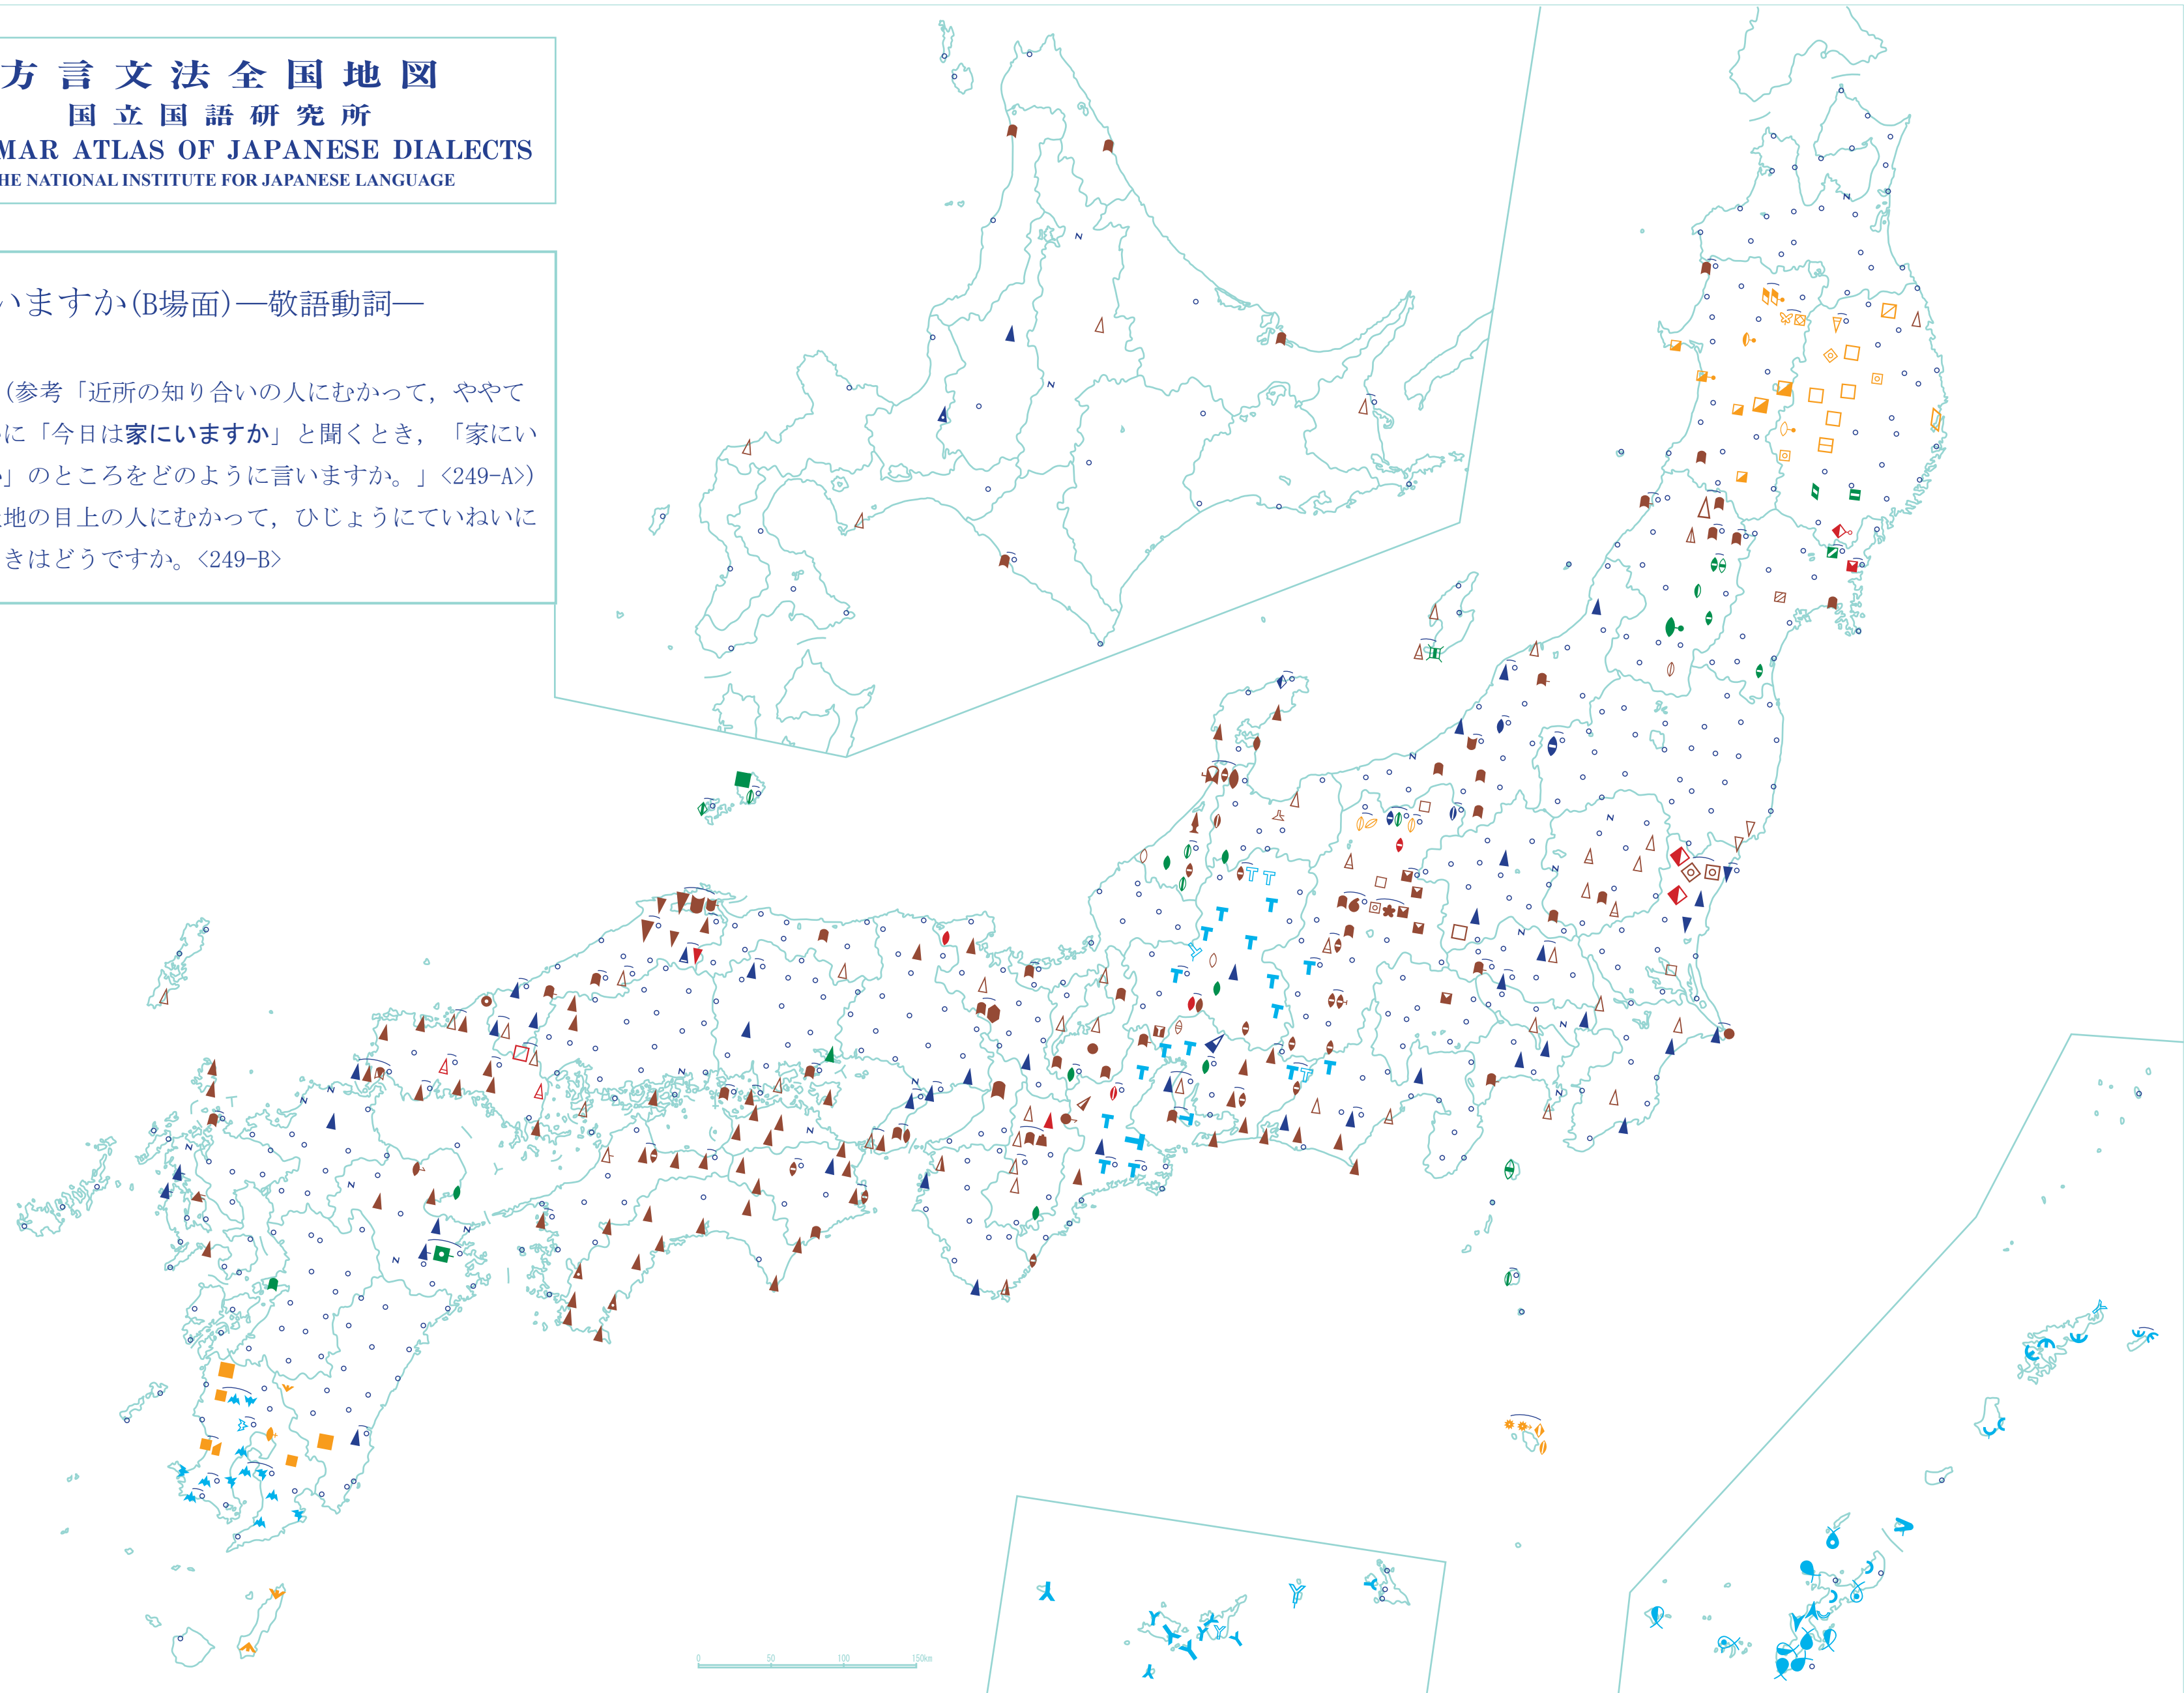 方言文法全国地図
国立国語研究所
MAR ATLAS OF JAPANESE DIALECTS
HE NATIONAL INSTITUTE FOR JAPANESE LANGUAGE
いますか(B場面)―敬語動詞―
(参考「近所の知り合いの人にむかって，ややて
に「今日は家にいますか」と聞くとき，「家にい
」のところをどのように言いますか。」<249-A>)
地の目上の人にむかって，ひじょうにていねいに
きはどうですか。<249-B>
0 50 100 150km